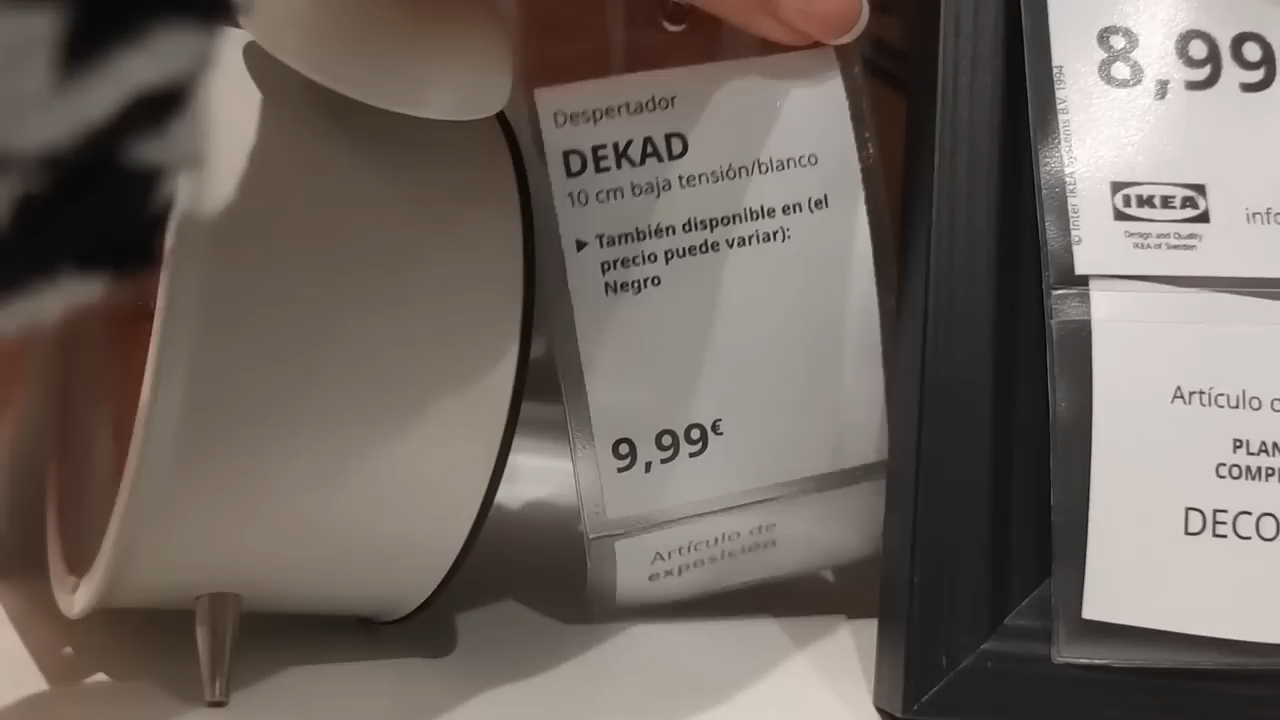 Despertador
DEKAD
10 cm baja tensión/blanco
▶ También disponible en (el
precio puede variar):
Negro
9,99€
Artículo de
exposición
8,99
© Inter IKEA Systems B.V. 1994
IKEA
Design and Quality
IKEA of Sweden
info
Artículo d
PLAN
COMP
DECO